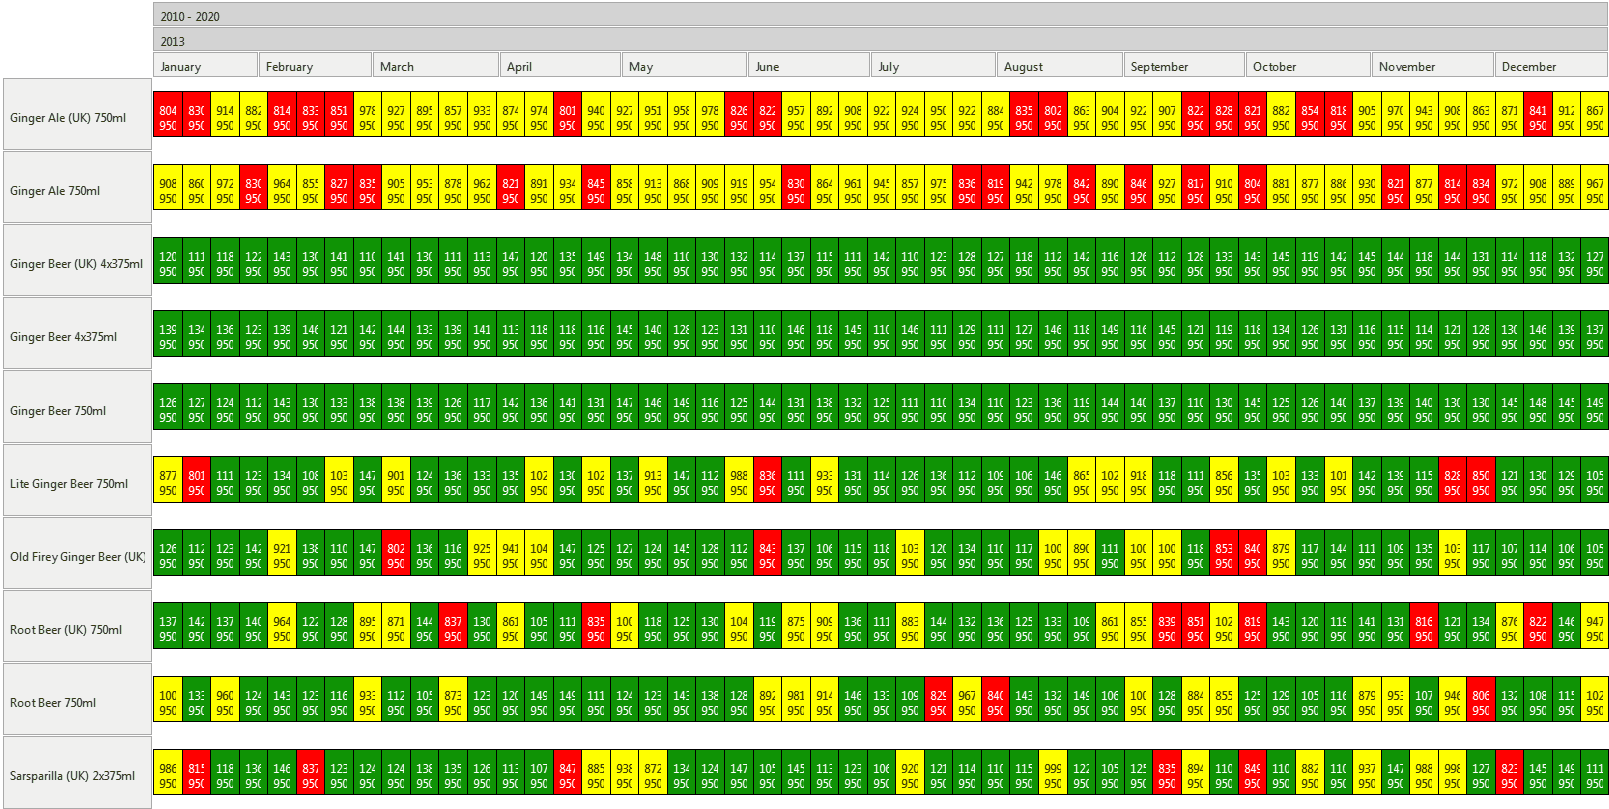 2010 - 2020
2013
January February March April May June July August September October November December
Ginger Ale (UK) 750ml
804 830 914 882 814 833 851 978 927 895 857 933 874 974 801 940 927 951 958 978 826 822 957 892 908 922 924 950 922 884 835 802 863 904 922 907 822 828 821 882 854 818 905 970 943 908 863 871 841 912 867
950 950 950 950 950 950 950 950 950 950 950 950 950 950 950 950 950 950 950 950 950 950 950 950 950 950 950 950 950 950 950 950 950 950 950 950 950 950 950 950 950 950 950 950 950 950 950 950 950 950 950
Ginger Ale 750ml
908 860 972 830 964 855 827 835 905 953 878 962 821 891 934 845 858 913 868 909 919 954 830 864 961 945 857 975 836 819 942 978 842 890 846 927 817 910 804 881 877 886 930 821 877 814 834 972 908 889 967
950 950 950 950 950 950 950 950 950 950 950 950 950 950 950 950 950 950 950 950 950 950 950 950 950 950 950 950 950 950 950 950 950 950 950 950 950 950 950 950 950 950 950 950 950 950 950 950 950 950 950
Ginger Beer (UK) 4x375ml
120 111 118 122 143 130 141 110 141 130 111 113 147 120 135 149 134 148 110 130 132 114 137 115 111 142 110 123 128 127 118 112 142 116 126 112 128 133 143 145 119 142 145 144 118 144 131 114 118 132 127
950 950 950 950 950 950 950 950 950 950 950 950 950 950 950 950 950 950 950 950 950 950 950 950 950 950 950 950 950 950 950 950 950 950 950 950 950 950 950 950 950 950 950 950 950 950 950 950 950 950 950
Ginger Beer 4x375ml
139 134 136 123 139 146 121 142 144 133 139 141 113 118 118 116 145 140 128 123 131 110 146 118 145 110 146 111 129 111 127 146 118 149 116 145 121 119 118 134 126 131 116 115 114 121 128 130 146 139 137
950 950 950 950 950 950 950 950 950 950 950 950 950 950 950 950 950 950 950 950 950 950 950 950 950 950 950 950 950 950 950 950 950 950 950 950 950 950 950 950 950 950 950 950 950 950 950 950 950 950 950
Ginger Beer 750ml
126 127 124 112 143 130 133 138 138 139 126 117 142 136 141 131 147 146 149 116 125 144 131 138 132 125 111 110 134 110 123 136 119 144 140 137 110 130 145 125 126 140 137 139 140 130 130 145 148 145 149
950 950 950 950 950 950 950 950 950 950 950 950 950 950 950 950 950 950 950 950 950 950 950 950 950 950 950 950 950 950 950 950 950 950 950 950 950 950 950 950 950 950 950 950 950 950 950 950 950 950 950
Lite Ginger Beer 750ml
877 801 111 123 134 108 103 147 901 124 136 133 135 102 130 102 137 913 147 112 988 836 111 933 131 114 126 136 112 109 106 146 865 102 918 118 111 856 135 103 133 101 142 139 115 828 850 121 130 129 105
950 950 950 950 950 950 950 950 950 950 950 950 950 950 950 950 950 950 950 950 950 950 950 950 950 950 950 950 950 950 950 950 950 950 950 950 950 950 950 950 950 950 950 950 950 950 950 950 950 950 950
Old Firey Ginger Beer (UK)
126 112 123 142 921 138 110 147 802 136 116 925 941 104 147 125 127 124 145 128 112 843 137 106 115 118 103 120 134 110 117 100 890 111 100 100 118 853 840 879 117 144 111 109 135 103 117 107 114 106 105
950 950 950 950 950 950 950 950 950 950 950 950 950 950 950 950 950 950 950 950 950 950 950 950 950 950 950 950 950 950 950 950 950 950 950 950 950 950 950 950 950 950 950 950 950 950 950 950 950 950 950
Root Beer (UK) 750ml
137 142 137 140 964 122 128 895 871 144 837 130 861 105 111 835 100 118 125 130 104 119 875 909 136 111 883 144 132 136 125 133 109 861 855 839 851 102 819 143 120 119 141 131 816 121 134 876 822 146 947
950 950 950 950 950 950 950 950 950 950 950 950 950 950 950 950 950 950 950 950 950 950 950 950 950 950 950 950 950 950 950 950 950 950 950 950 950 950 950 950 950 950 950 950 950 950 950 950 950 950 950
Root Beer 750ml
100 133 960 124 143 123 116 933 112 105 873 123 120 149 149 111 124 123 143 138 128 892 981 914 146 133 109 829 967 840 143 132 149 106 100 128 884 855 125 129 105 116 879 953 107 946 806 132 108 115 102
950 950 950 950 950 950 950 950 950 950 950 950 950 950 950 950 950 950 950 950 950 950 950 950 950 950 950 950 950 950 950 950 950 950 950 950 950 950 950 950 950 950 950 950 950 950 950 950 950 950 950
Sarsparilla (UK) 2x375ml
986 815 118 136 146 837 123 124 124 138 135 126 113 107 847 885 938 872 134 124 147 105 145 113 123 106 920 121 114 110 115 999 122 105 125 835 894 110 849 110 882 110 937 147 988 998 127 823 145 149 111
950 950 950 950 950 950 950 950 950 950 950 950 950 950 950 950 950 950 950 950 950 950 950 950 950 950 950 950 950 950 950 950 950 950 950 950 950 950 950 950 950 950 950 950 950 950 950 950 950 950 950